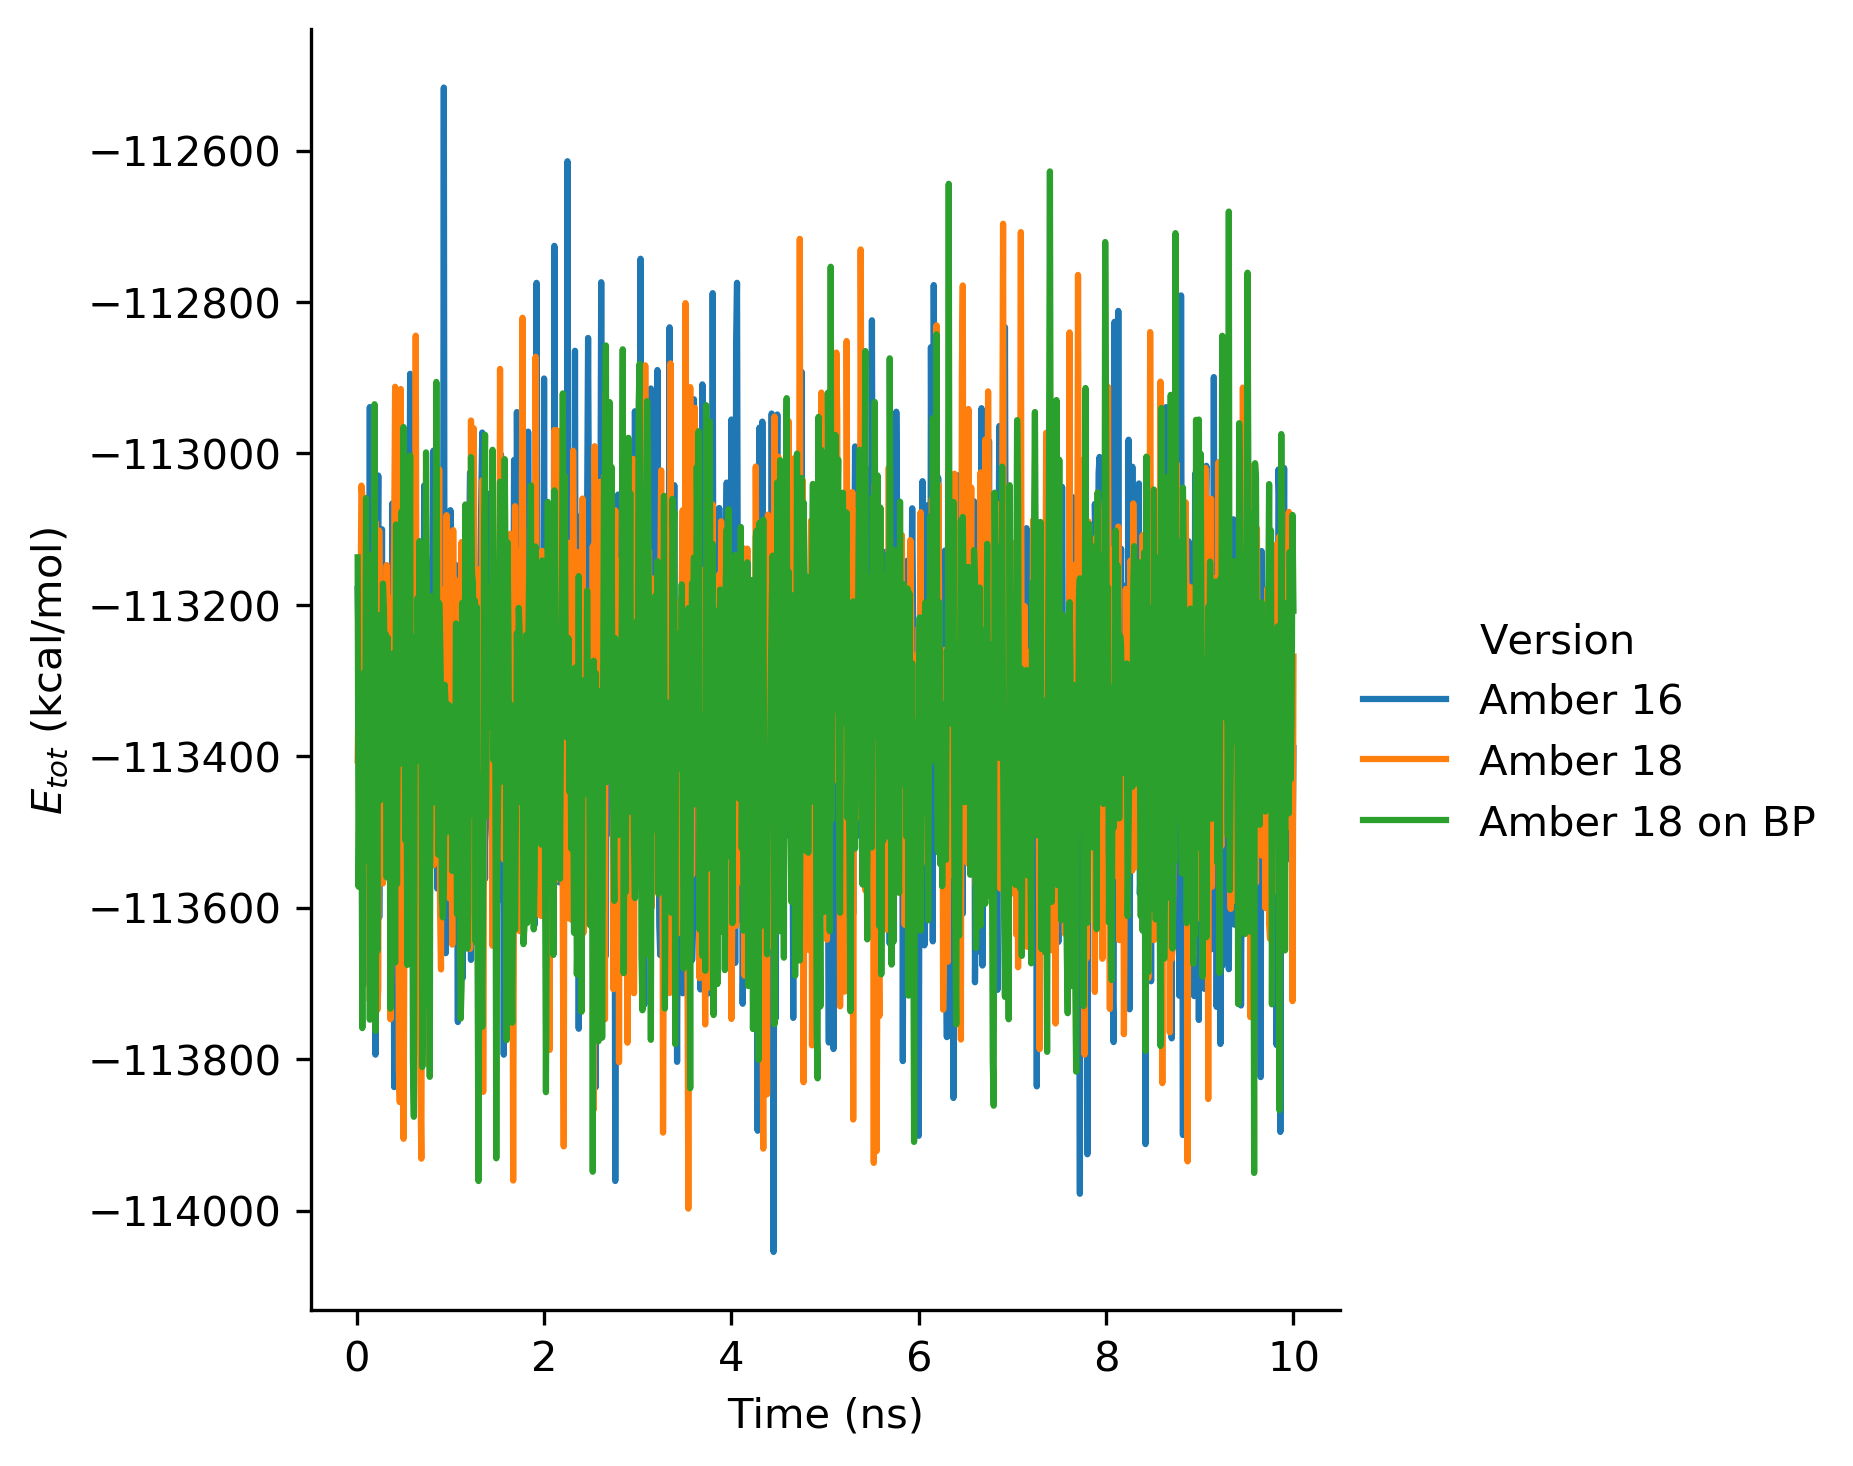 −112600
−112800
−113000
−113200
−113400
−113600
−113800
−114000
E_tot (kcal/mol)
0 2 4 6 8 10
Time (ns)
Version
Amber 16
Amber 18
Amber 18 on BP